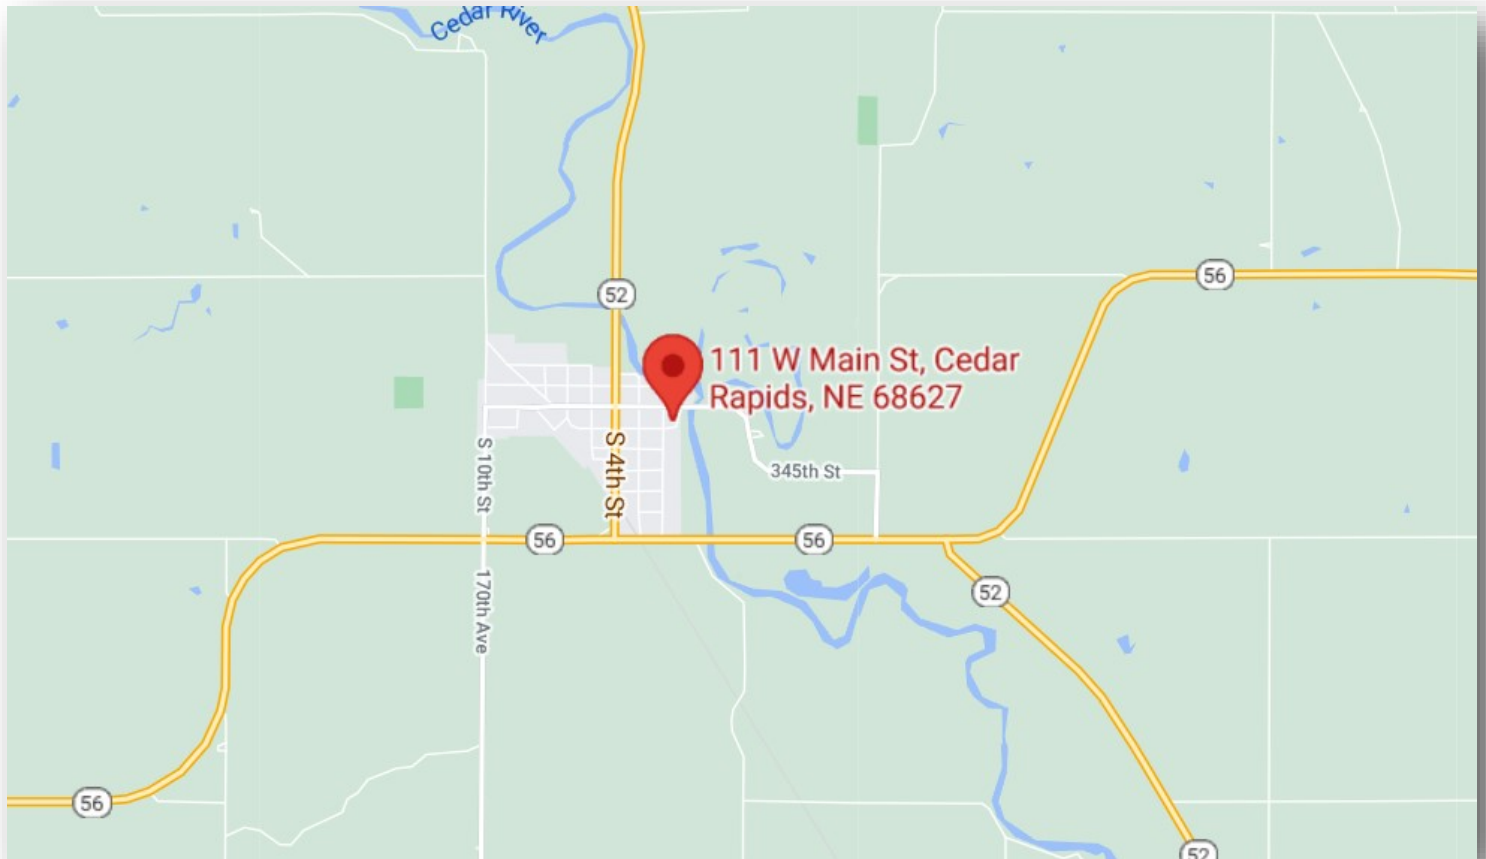 Cedar River
56
52
111 W Main St, Cedar
Rapids, NE 68627
S 4th St
S 10th St
345th St
56
56
170th Ave
52
56
52